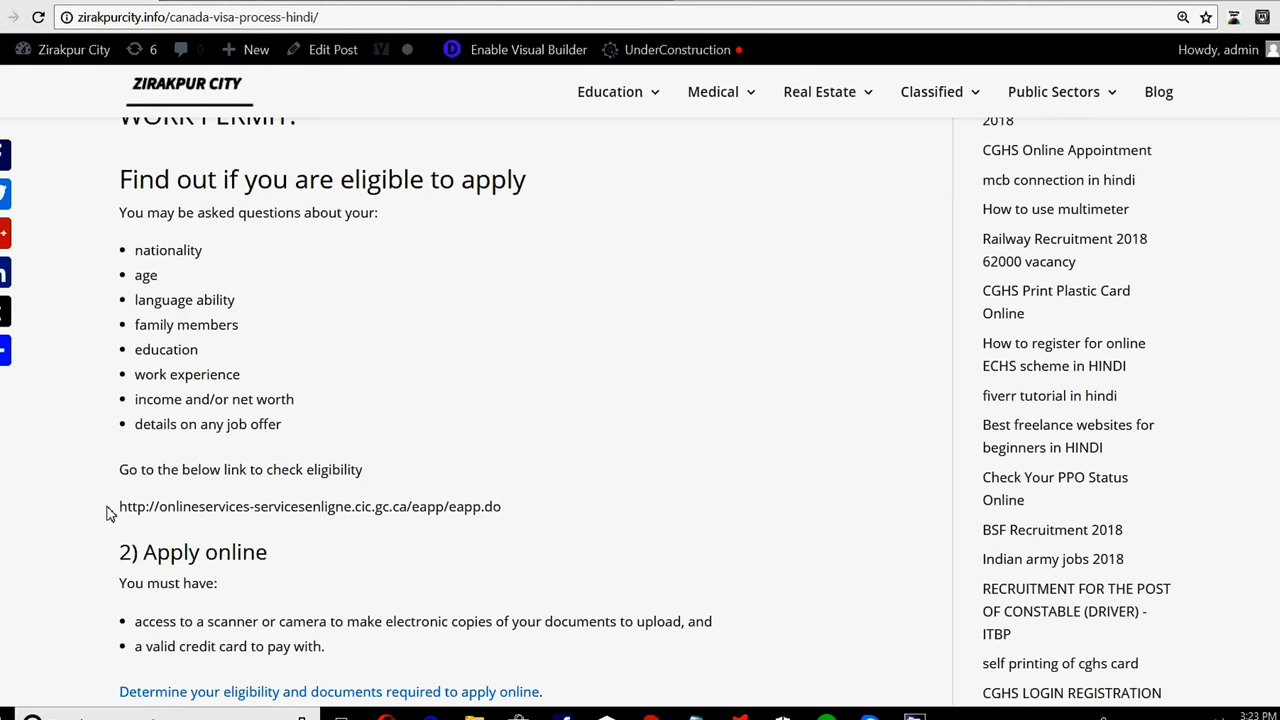 zirakpurcity.info/canada-visa-process-hindi/
Zirakpur City 6 0 New Edit Post Enable Visual Builder UnderConstruction Howdy, admin
ZIRAKPUR CITY
Education Medical Real Estate Classified Public Sectors Blog
WORK PERMIT:
Find out if you are eligible to apply
You may be asked questions about your:
nationality
age
language ability
family members
education
work experience
income and/or net worth
details on any job offer
Go to the below link to check eligibility
http://onlineservices-servicesenligne.cic.gc.ca/eapp/eapp.do
2) Apply online
You must have:
access to a scanner or camera to make electronic copies of your documents to upload, and
a valid credit card to pay with.
Determine your eligibility and documents required to apply online.
2018
CGHS Online Appointment
mcb connection in hindi
How to use multimeter
Railway Recruitment 2018
62000 vacancy
CGHS Print Plastic Card
Online
How to register for online
ECHS scheme in HINDI
fiverr tutorial in hindi
Best freelance websites for
beginners in HINDI
Check Your PPO Status
Online
BSF Recruitment 2018
Indian army jobs 2018
RECRUITMENT FOR THE POST
OF CONSTABLE (DRIVER) -
ITBP
self printing of cghs card
CGHS LOGIN REGISTRATION
3:23 PM